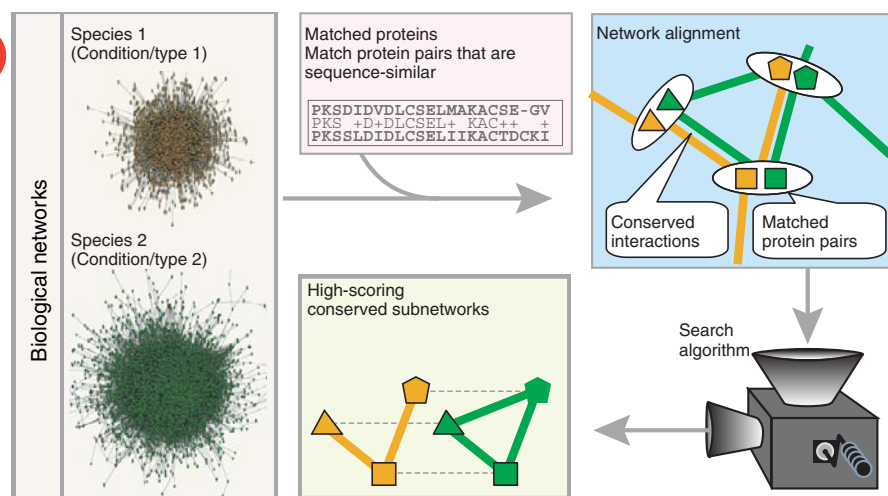 Biological networks
Species 1
(Condition/type 1)
Species 2
(Condition/type 2)
Matched proteins
Match protein pairs that are
sequence-similar
PKSDIDVDLCSELMAKACSE-GV
PKS +D+DLCSEL+ KAC++ +
PKSSLDIDLCSELIIKACTDCKI
Network alignment
Conserved
interactions
Matched
protein pairs
Search
algorithm
High-scoring
conserved subnetworks